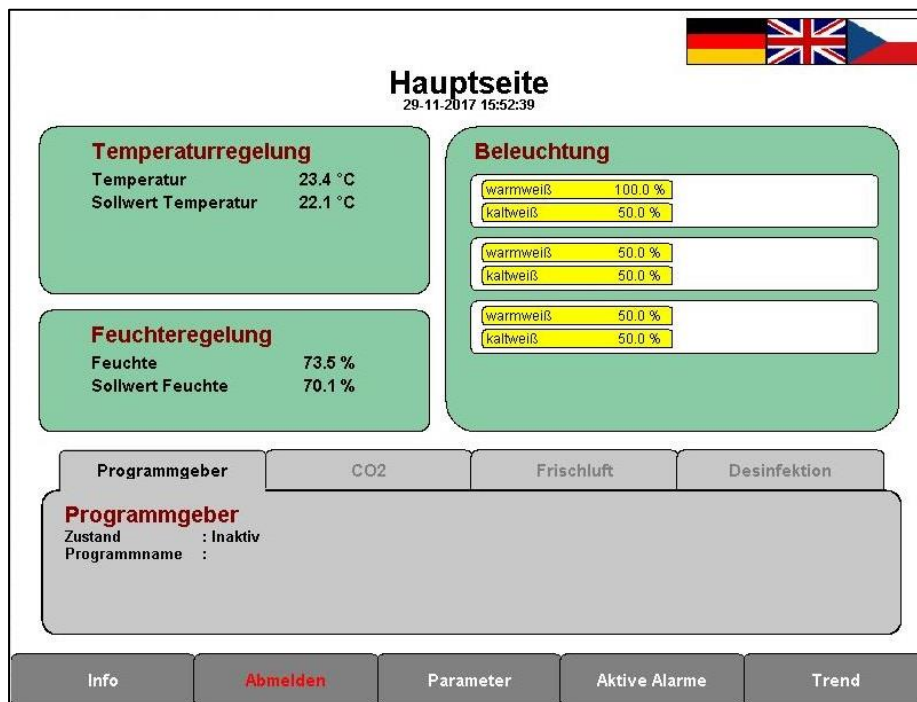 Hauptseite
29-11-2017 15:52:39
Temperaturregelung
Temperatur 23.4 °C
Sollwert Temperatur 22.1 °C
Feuchteregelung
Feuchte 73.5 %
Sollwert Feuchte 70.1 %
Beleuchtung
warmweiß 100.0 %
kaltweiß 50.0 %
warmweiß 50.0 %
kaltweiß 50.0 %
warmweiß 50.0 %
kaltweiß 50.0 %
Programmgeber CO2 Frischluft Desinfektion
Programmgeber
Zustand : Inaktiv
Programmname :
Info Abmelden Parameter Aktive Alarme Trend